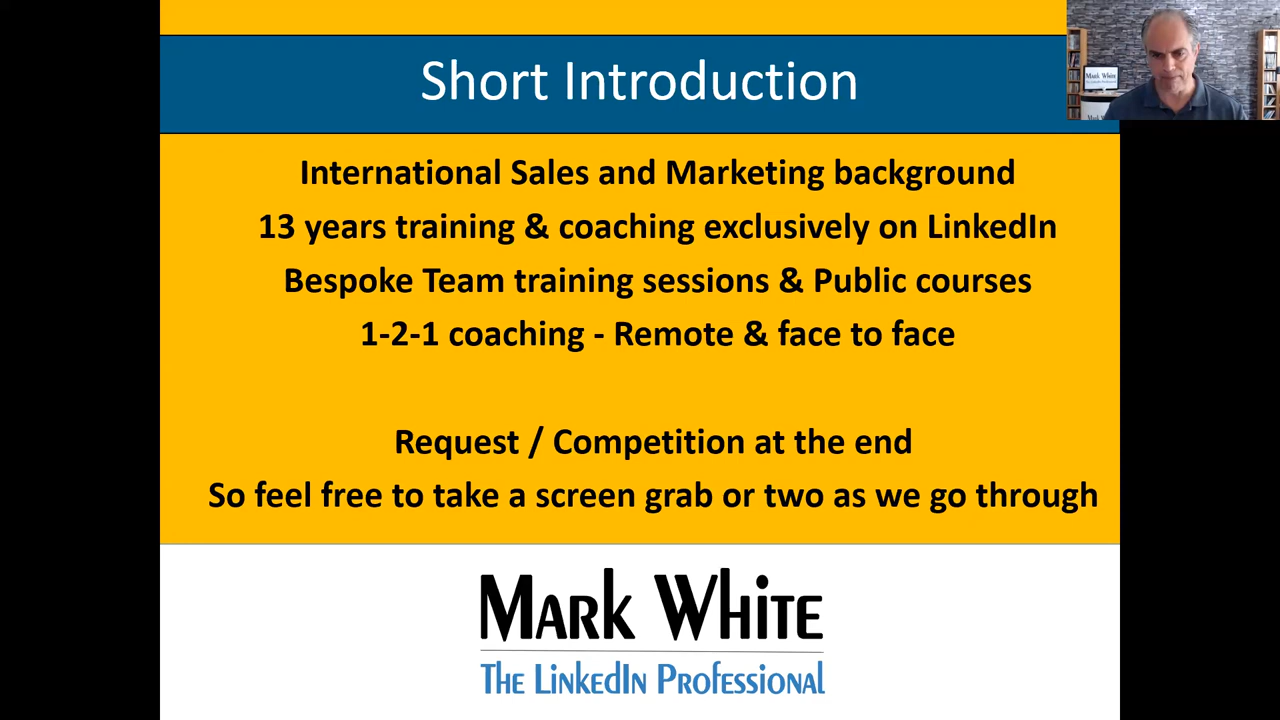 Short Introduction
International Sales and Marketing background
13 years training & coaching exclusively on LinkedIn
Bespoke Team training sessions & Public courses
1-2-1 coaching - Remote & face to face
Request / Competition at the end
So feel free to take a screen grab or two as we go through
Mark White
The LinkedIn Professional
Mark White